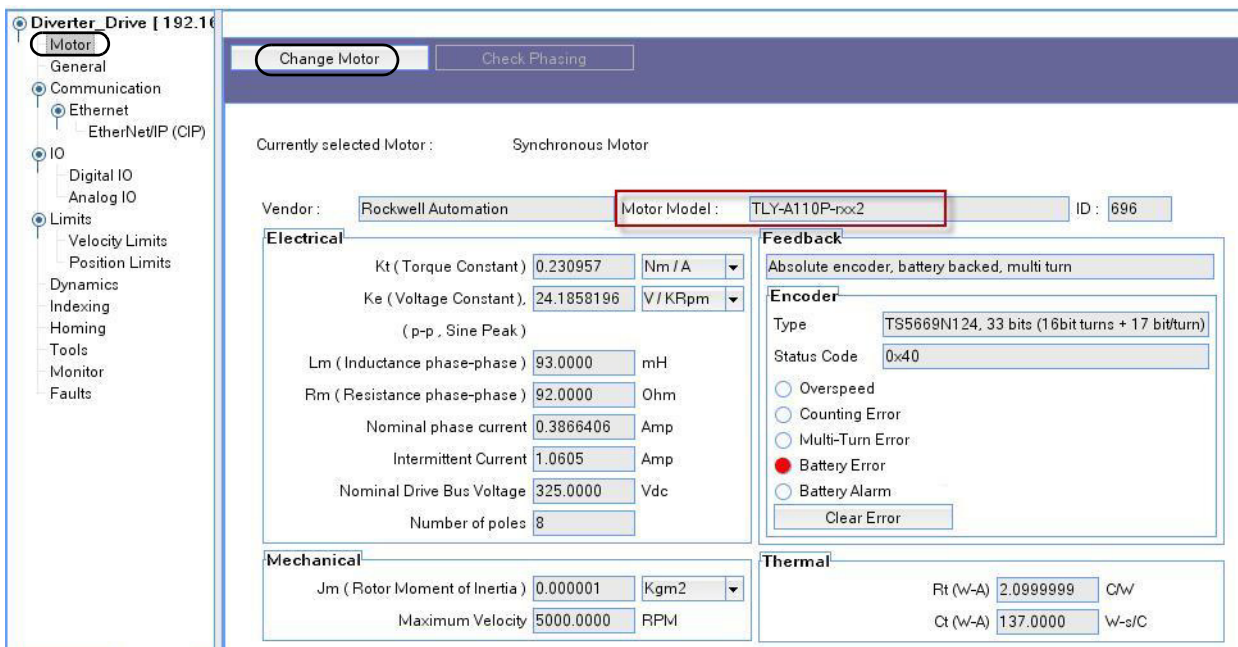 Diverter_Drive [ 192.16
Motor
General
Communication
Ethernet
EtherNet/IP (CIP)
IO
Digital IO
Analog IO
Limits
Velocity Limits
Position Limits
Dynamics
Indexing
Homing
Tools
Monitor
Faults
Change Motor Check Phasing
Currently selected Motor : Synchronous Motor
Vendor : Rockwell Automation Motor Model : TLY-A110P-rxx2 ID : 696
Electrical
Kt ( Torque Constant ) 0.230957 Nm / A
Ke ( Voltage Constant ), 24.1858196 V / KRpm
( p-p , Sine Peak )
Lm ( Inductance phase-phase ) 93.0000 mH
Rm ( Resistance phase-phase ) 92.0000 Ohm
Nominal phase current 0.3866406 Amp
Intermittent Current 1.0605 Amp
Nominal Drive Bus Voltage 325.0000 Vdc
Number of poles 8
Feedback
Absolute encoder, battery backed, multi turn
Encoder
Type TS5669N124, 33 bits (16bit turns + 17 bit/turn)
Status Code 0x40
Overspeed
Counting Error
Multi-Turn Error
Battery Error
Battery Alarm
Clear Error
Mechanical
Jm ( Rotor Moment of Inertia ) 0.000001 Kgm2
Maximum Velocity 5000.0000 RPM
Thermal
Rt (W-A) 2.0999999 C/W
Ct (W-A) 137.0000 W-s/C